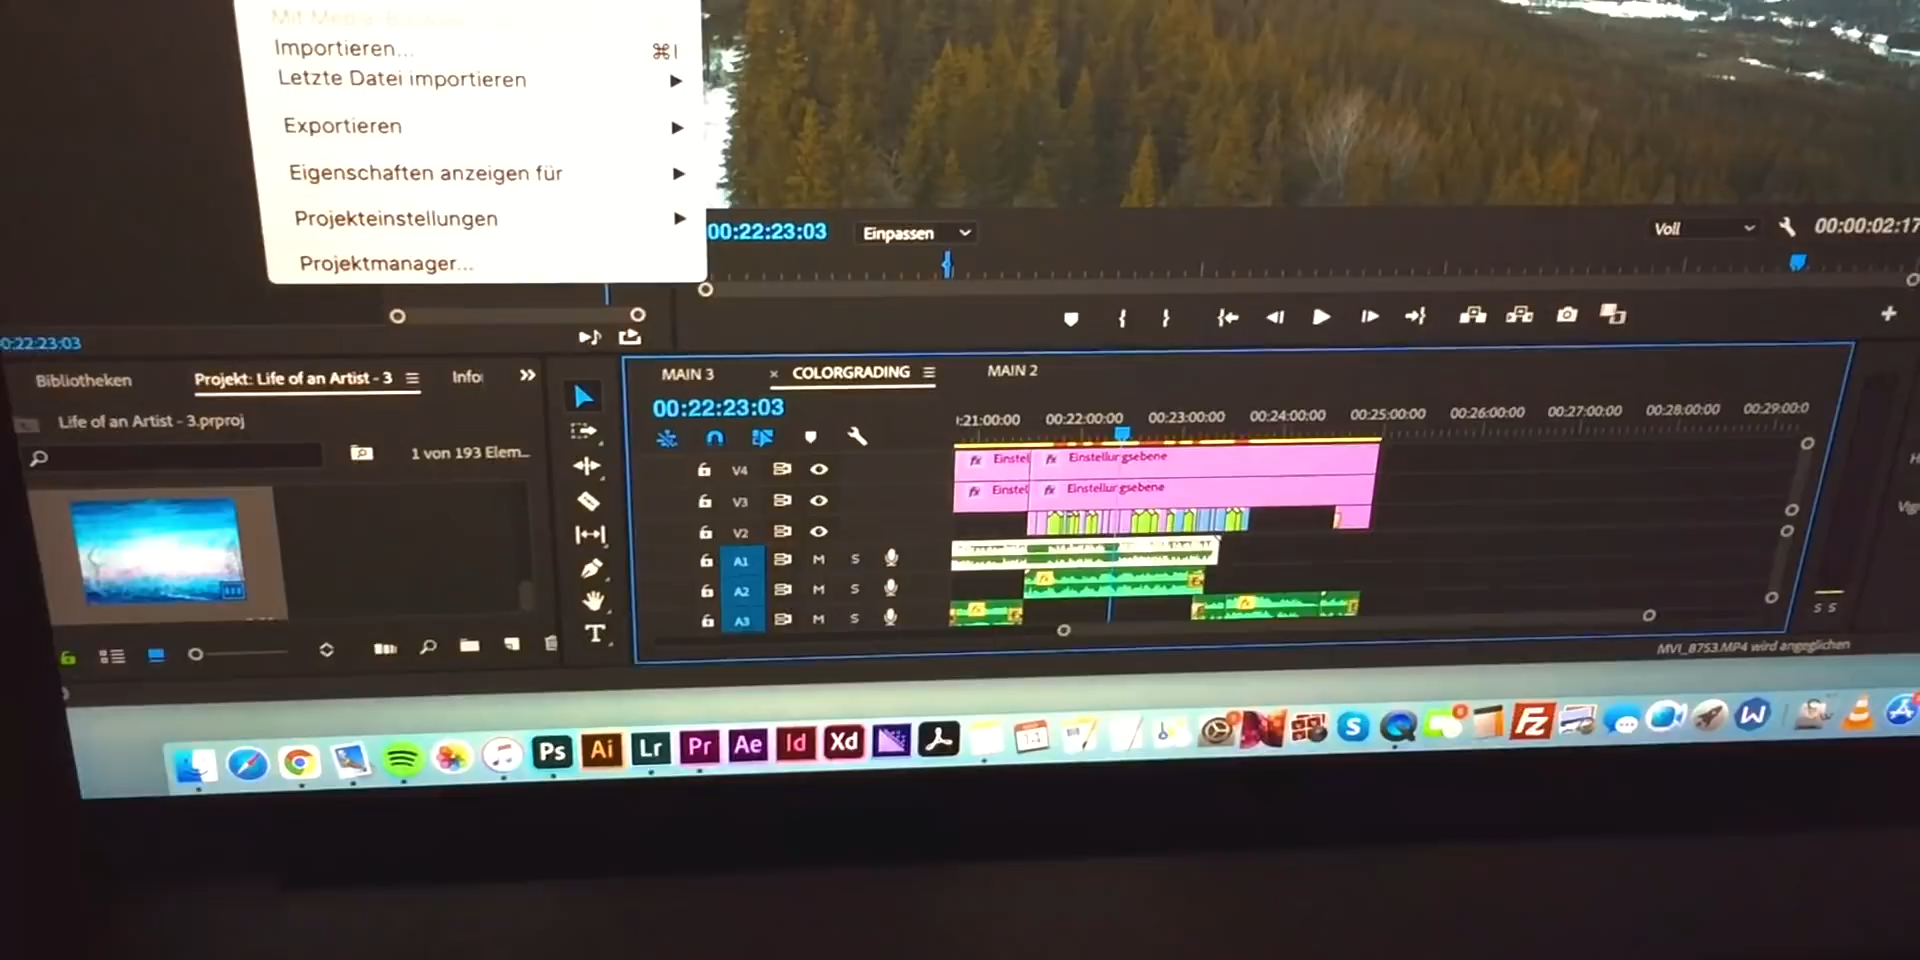 Importieren... ⌘I
Letzte Datei importieren
Exportieren
Eigenschaften anzeigen für
Projekteinstellungen
Projektmanager...
00:22:23:03 Einpassen Voll 00:00:02:17
0:22:23:03
Bibliotheken Projekt: Life of an Artist - 3 Info
Life of an Artist - 3.prproj
1 von 193 Elem...
MAIN 3 × COLORGRADING MAIN 2
00:22:23:03
:21:00:00 00:22:00:00 00:23:00:00 00:24:00:00 00:25:00:00 00:26:00:00 00:27:00:00 00:28:00:00 00:29:00:0
V4 fx Einstel fx Einstellungsebene
V3 fx Einstel fx Einstellungsebene
V2
A1 M S
A2 M S
A3 M S
S S
MVI_8753.MP4 wird angeglichen
Ps Ai Lr Pr Ae Id Xd S FZ W